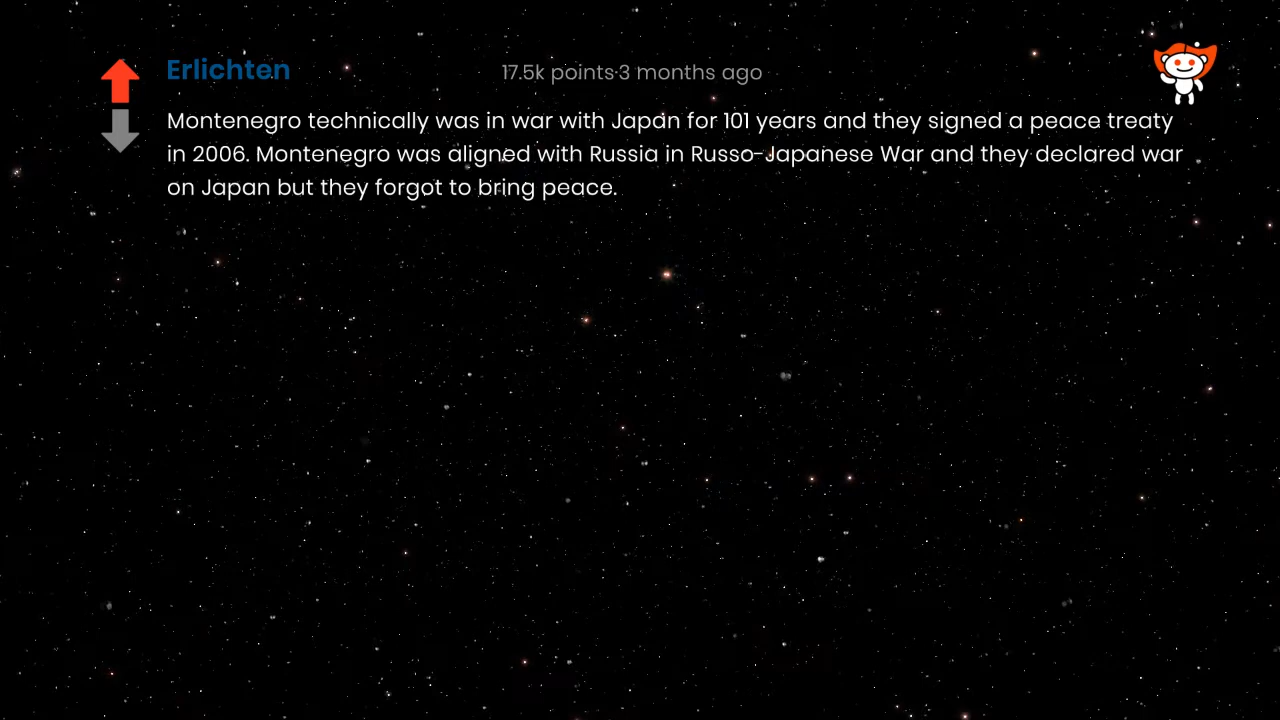 Erlichten 17.5k points·3 months ago
Montenegro technically was in war with Japan for 101 years and they signed a peace treaty
in 2006. Montenegro was aligned with Russia in Russo-Japanese War and they declared war
on Japan but they forgot to bring peace.